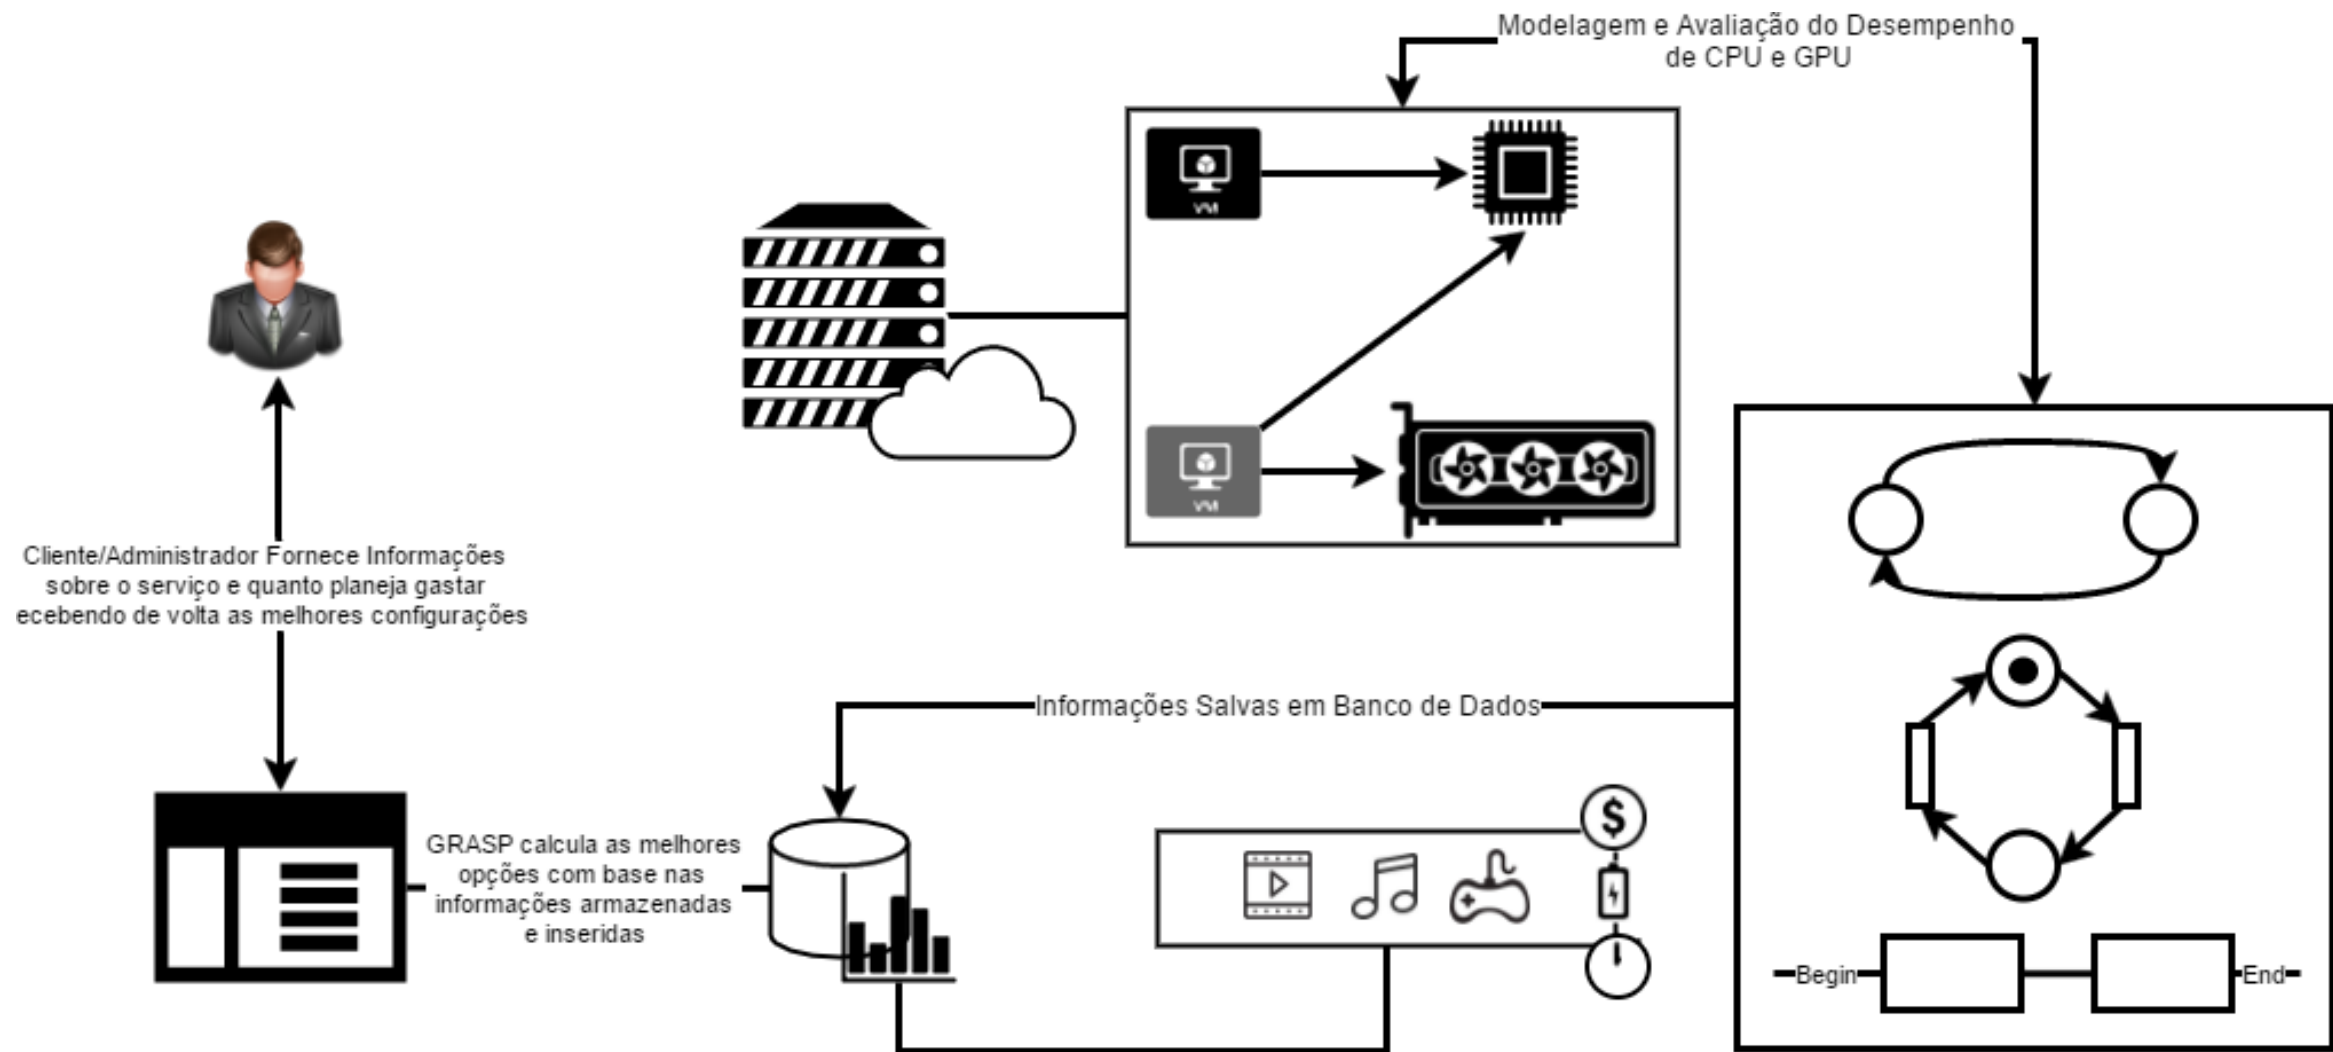 Modelagem e Avaliação do Desempenho
de CPU e GPU
VM
VM
Cliente/Administrador Fornece Informações
sobre o serviço e quanto planeja gastar
ecebendo de volta as melhores configurações
Informações Salvas em Banco de Dados
GRASP calcula as melhores
opções com base nas
informações armazenadas
e inseridas
$
Begin
End